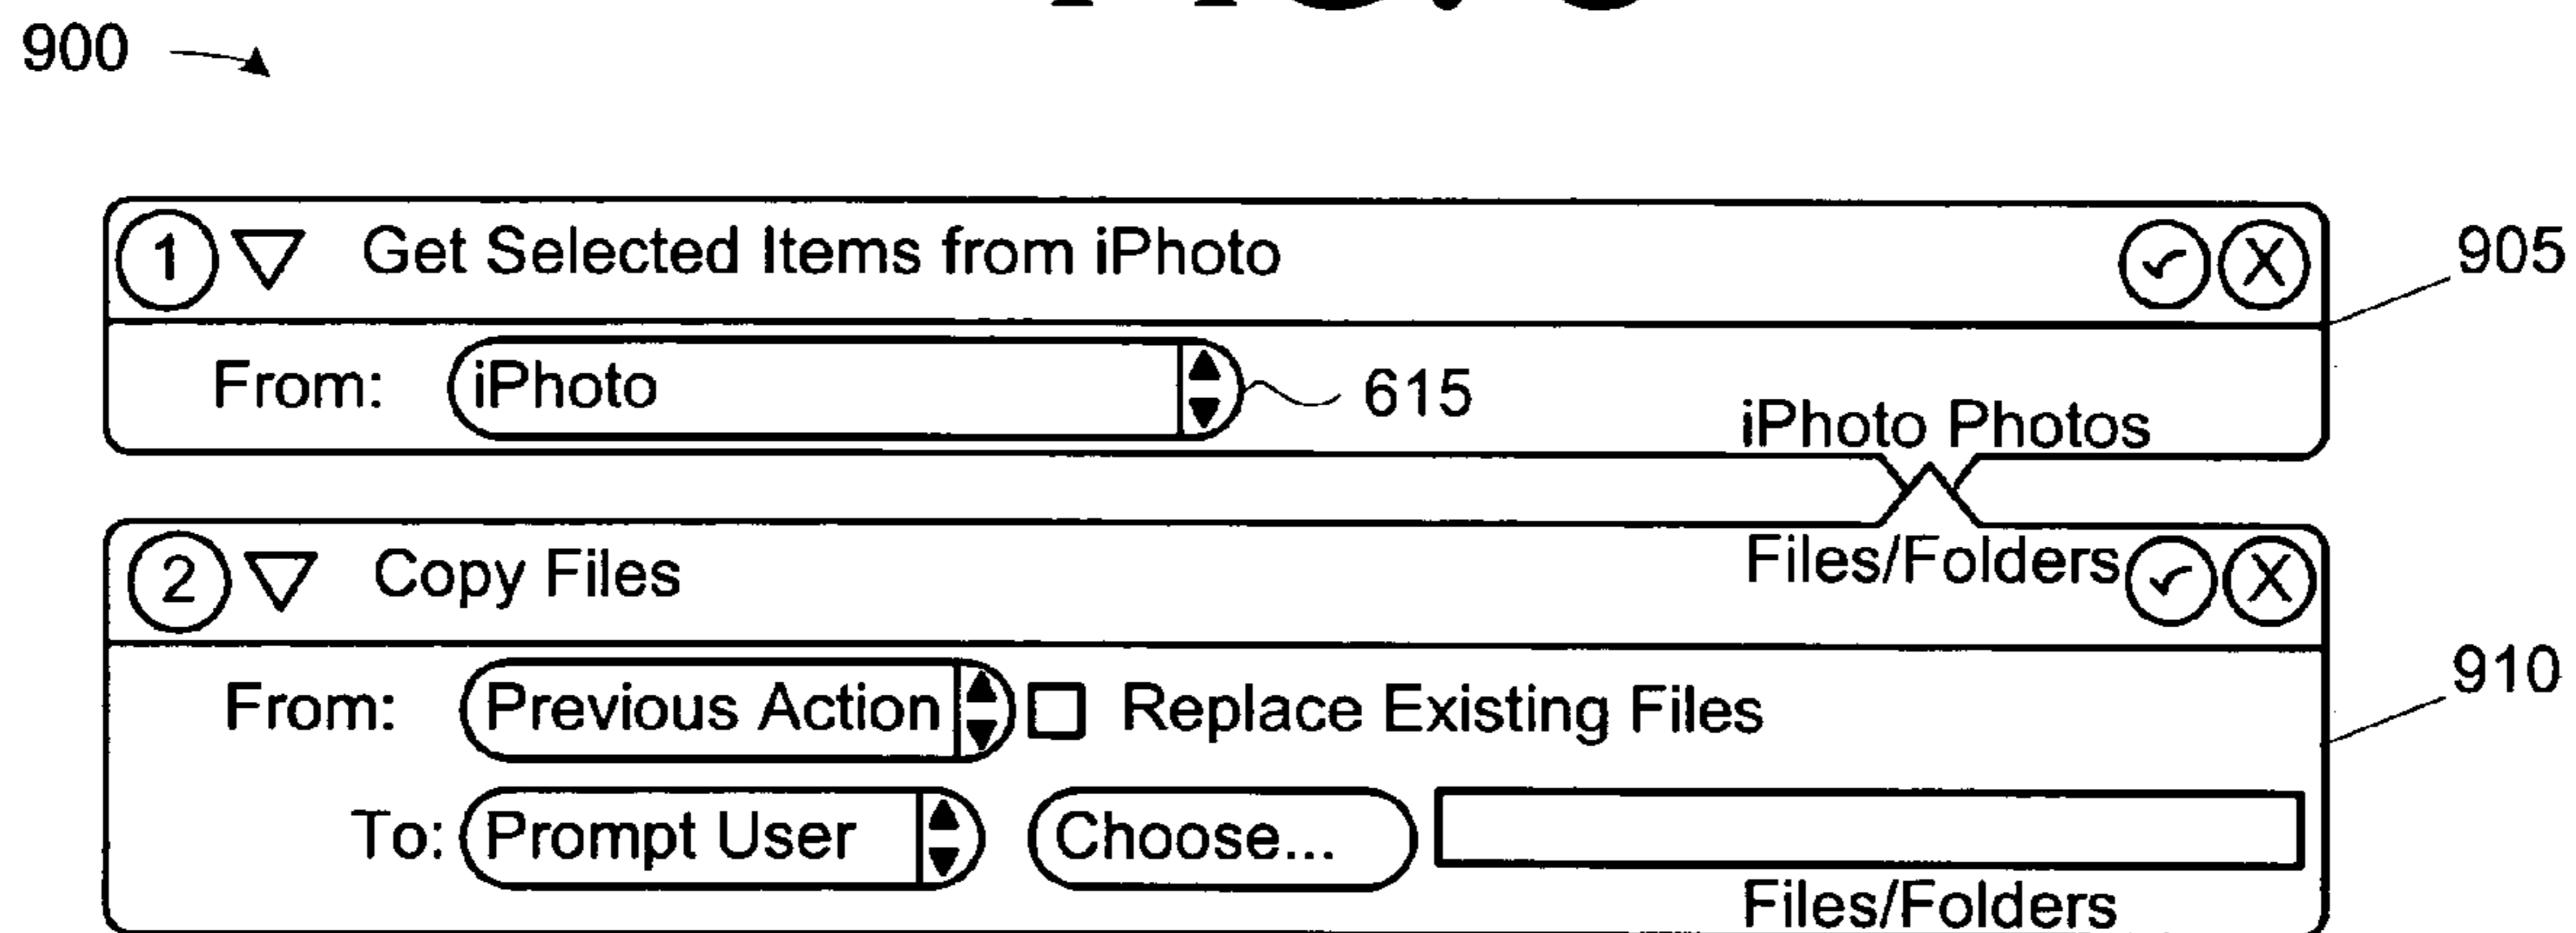 900
1 Get Selected Items from iPhoto X
905
From: iPhoto 615
iPhoto Photos
2 Copy Files Files/Folders X
910
From: Previous Action Replace Existing Files
To: Prompt User Choose...
Files/Folders